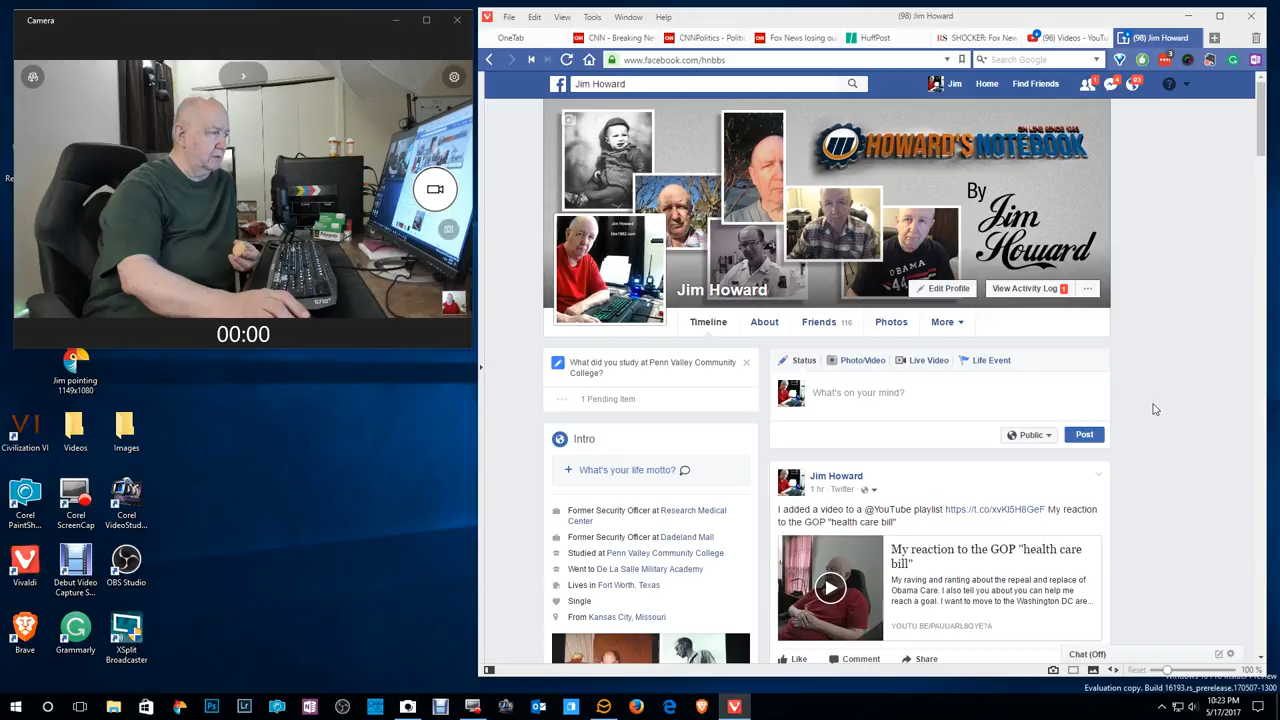 Camera
00:00
Jim pointing
1149x1080
Civilization VI
Videos
Images
Corel
PaintSh...
Corel
ScreenCap
Corel
VideoStud...
Vivaldi
Debut Video
Capture S...
OBS Studio
Brave
Grammarly
XSplit
Broadcaster
File Edit View Tools Window Help
(98) Jim Howard
OneTab
CNN - Breaking Ne
CNNPolitics - Politi
Fox News losing ou
HuffPost
RS SHOCKER: Fox New
(96) Videos - YouTu
(98) Jim Howard
www.facebook.com/hnbbs
Search Google
Jim Howard
Jim Home Find Friends
HOWARD'S NOTEBOOK
By
Jim
Howard
OBAMA
44
Jim Howard
Edit Profile
View Activity Log 1
Timeline About Friends 116 Photos More
What did you study at Penn Valley Community
College?
1 Pending Item
Intro
What's your life motto?
Former Security Officer at Research Medical
Center
Former Security Officer at Dadeland Mall
Studied at Penn Valley Community College
Went to De La Salle Military Academy
Lives in Fort Worth, Texas
Single
From Kansas City, Missouri
Status Photo/Video Live Video Life Event
What's on your mind?
Public Post
Jim Howard
1 hr Twitter
I added a video to a @YouTube playlist https://t.co/xvKl5H8GeF My reaction
to the GOP "health care bill"
My reaction to the GOP "health care
bill"
My raving and ranting about the repeal and replace of
Obama Care. I also tell you about you can help me
reach a goal. I want to move to the Washington DC are...
YOUTU.BE/PAUUARL8QYE?A
Like Comment Share
Chat (Off)
Reset 100 %
Evaluation copy. Build 16193.rs_prerelease.170507-1300
10:23 PM
5/17/2017